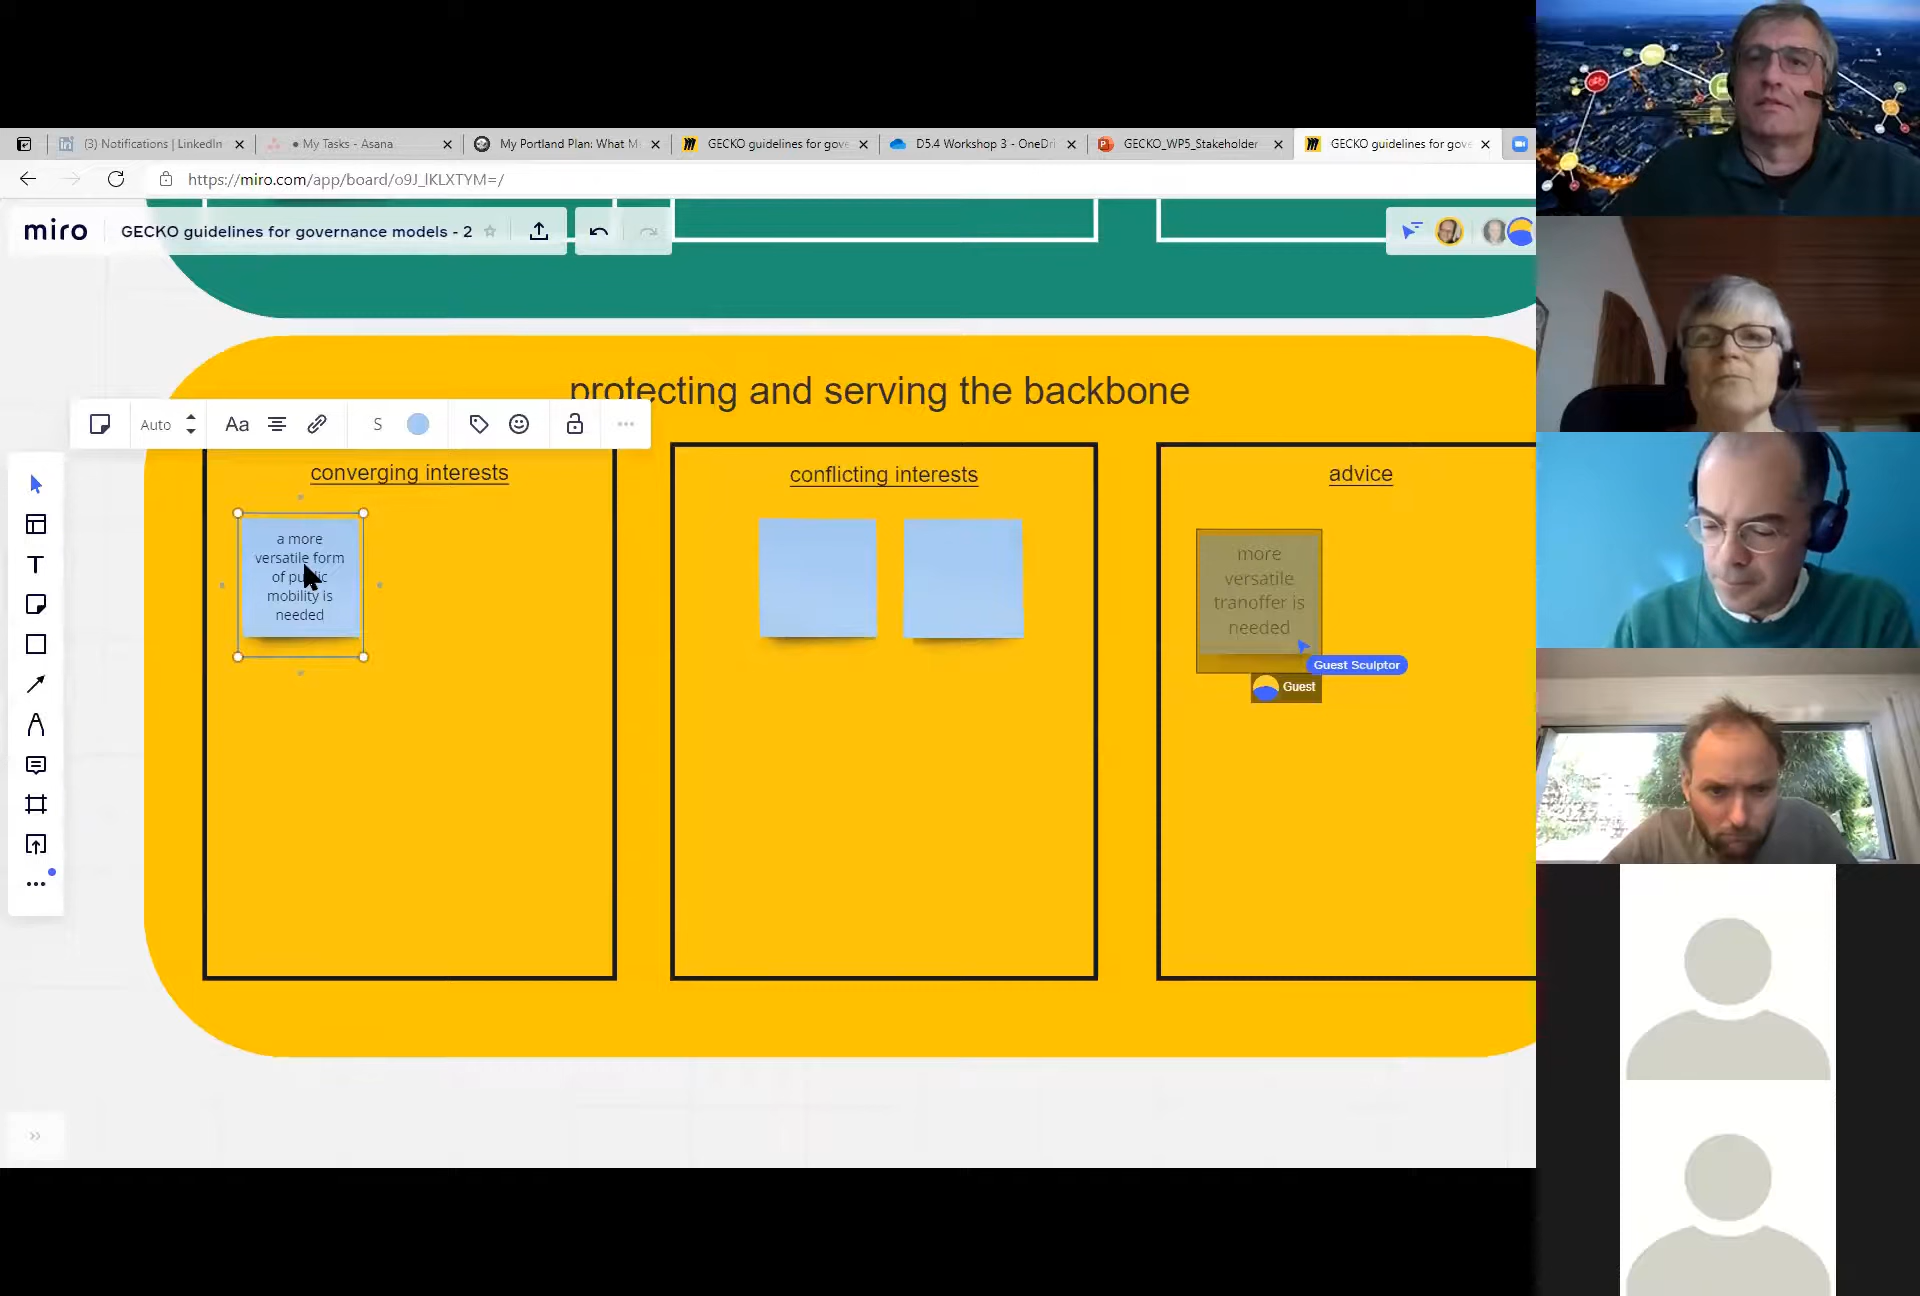 (3) Notifications | LinkedIn
• My Tasks - Asana
My Portland Plan: What M
GECKO guidelines for gove
D5.4 Workshop 3 - OneDri
GECKO_WP5_Stakeholder
GECKO guidelines for gove
https://miro.com/app/board/o9J_lKLXTYM=/
miro
GECKO guidelines for governance models - 2
protecting and serving the backbone
Auto
Aa
S
T
converging interests
a more
versatile form
of public
mobility is
needed
conflicting interests
advice
more
versatile
tranoffer is
needed
Guest Sculptor
Guest